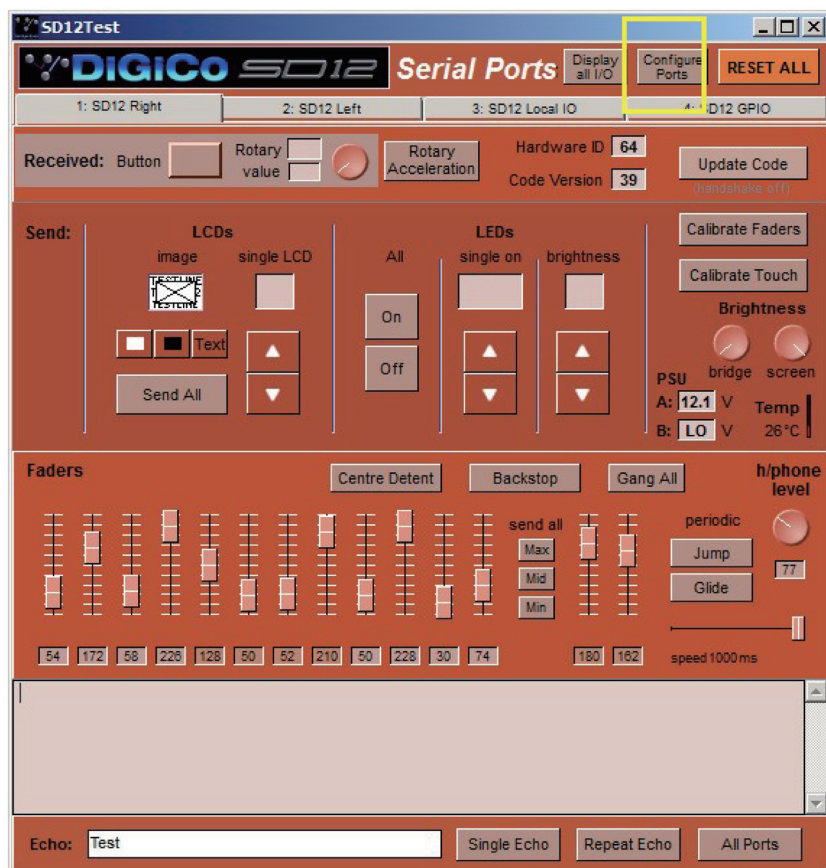 SD12Test
DiGiCo SD12 Serial Ports Display all I/O Configure Ports RESET ALL
1: SD12 Right 2: SD12 Left 3: SD12 Local IO 4: SD12 GPIO
Received: Button Rotary value Rotary Acceleration
Hardware ID 64
Code Version 39
Update Code
(handshake off)
Send: LCDs LEDs Calibrate Faders
image single LCD All single on brightness
TESTLINE
TESTLINE
Calibrate Touch
On
Brightness
Text
bridge screen
Off
Send All
PSU
A: 12.1 V Temp
B: LO V 26°C
Faders Centre Detent Backstop Gang All h/phone level
send all periodic
Max Jump
Mid Glide 77
Min
54 172 58 226 128 50 52 210 50 228 30 74 180 162 speed 1000 ms
Echo: Test Single Echo Repeat Echo All Ports